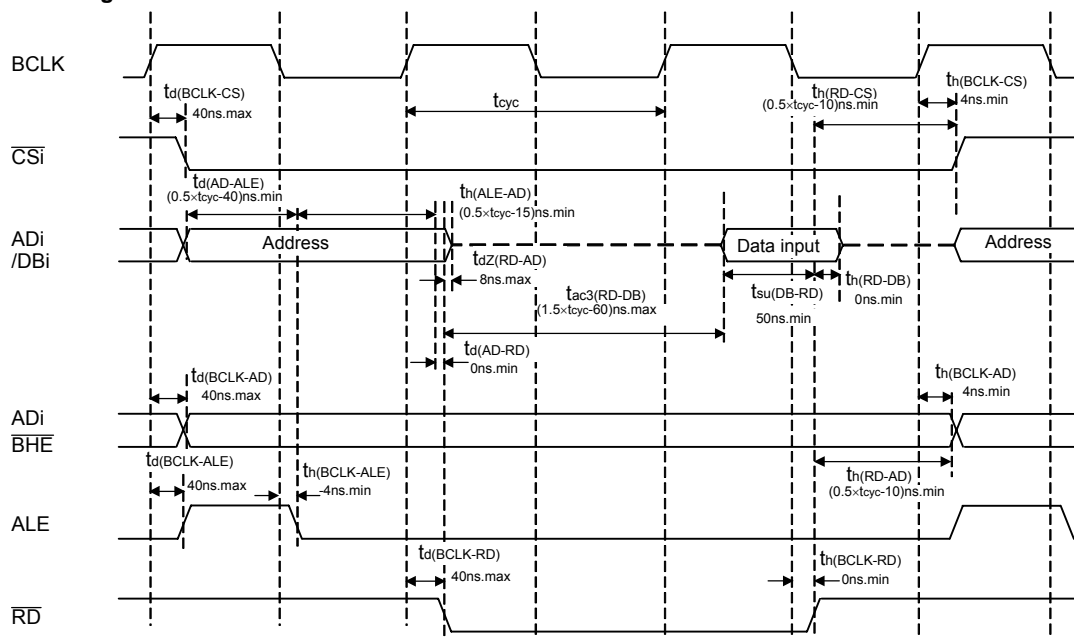 BCLK
td(BCLK-CS)
40ns.max
tcyc
th(RD-CS)
(0.5×tcyc-10)ns.min
th(BCLK-CS)
4ns.min
CSi
td(AD-ALE)
(0.5×tcyc-40)ns.min
th(ALE-AD)
(0.5×tcyc-15)ns.min
ADi
/DBi
Address
Data input
Address
tdZ(RD-AD)
8ns.max
tac3(RD-DB)
(1.5×tcyc-60)ns.max
tsu(DB-RD)
50ns.min
th(RD-DB)
0ns.min
td(AD-RD)
0ns.min
td(BCLK-AD)
40ns.max
th(BCLK-AD)
4ns.min
ADi
BHE
td(BCLK-ALE)
40ns.max
th(BCLK-ALE)
-4ns.min
th(RD-AD)
(0.5×tcyc-10)ns.min
ALE
td(BCLK-RD)
40ns.max
th(BCLK-RD)
0ns.min
RD